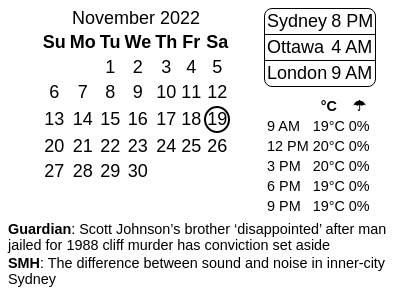 November 2022
Su Mo Tu We Th Fr Sa
1 2 3 4 5
6 7 8 9 10 11 12
13 14 15 16 17 18 19
20 21 22 23 24 25 26
27 28 29 30
Sydney 8 PM
Ottawa 4 AM
London 9 AM
°C ☂
9 AM 19°C 0%
12 PM 20°C 0%
3 PM 20°C 0%
6 PM 19°C 0%
9 PM 19°C 0%
Guardian: Scott Johnson’s brother ‘disappointed’ after man
jailed for 1988 cliff murder has conviction set aside
SMH: The difference between sound and noise in inner-city
Sydney